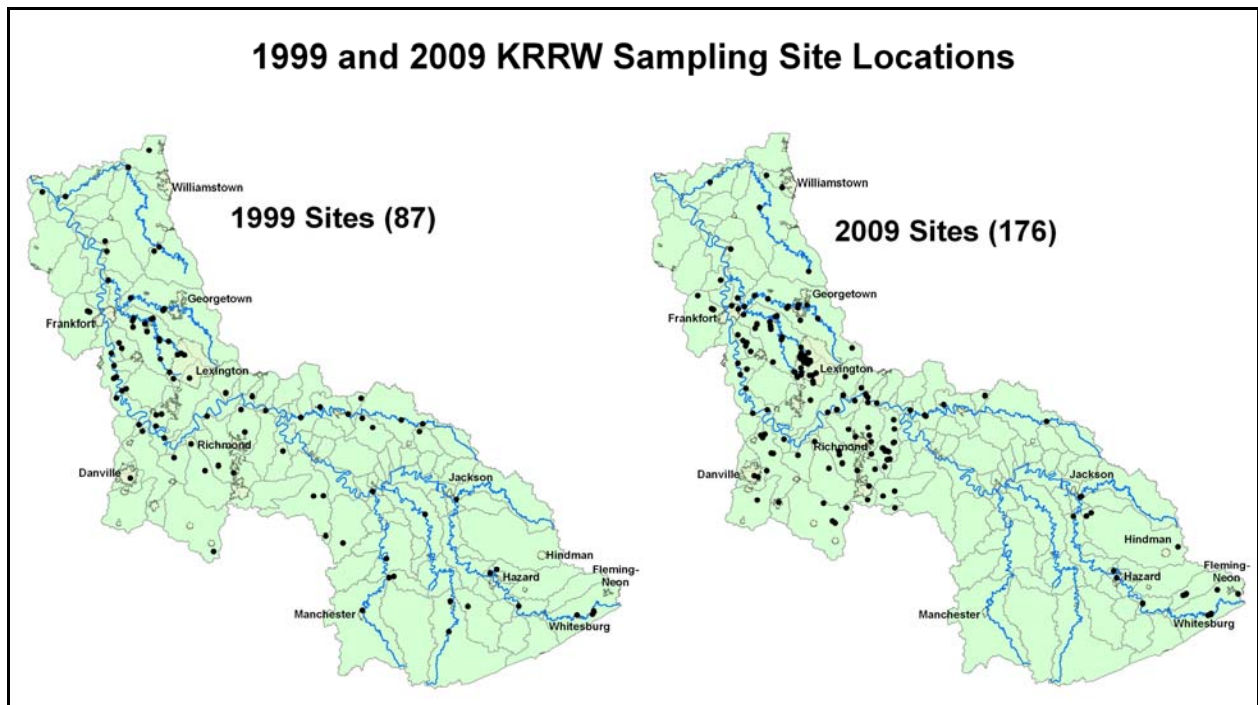 1999 and 2009 KRRW Sampling Site Locations
Williamstown
1999 Sites (87)
Georgetown
Frankfort
Lexington
Richmond
Danville
Jackson
Hindman
Fleming-
Neon
Hazard
Manchester
Whitesburg
Williamstown
2009 Sites (176)
Georgetown
Frankfort
Lexington
Richmond
Danville
Jackson
Hindman
Fleming-
Neon
Hazard
Manchester
Whitesburg